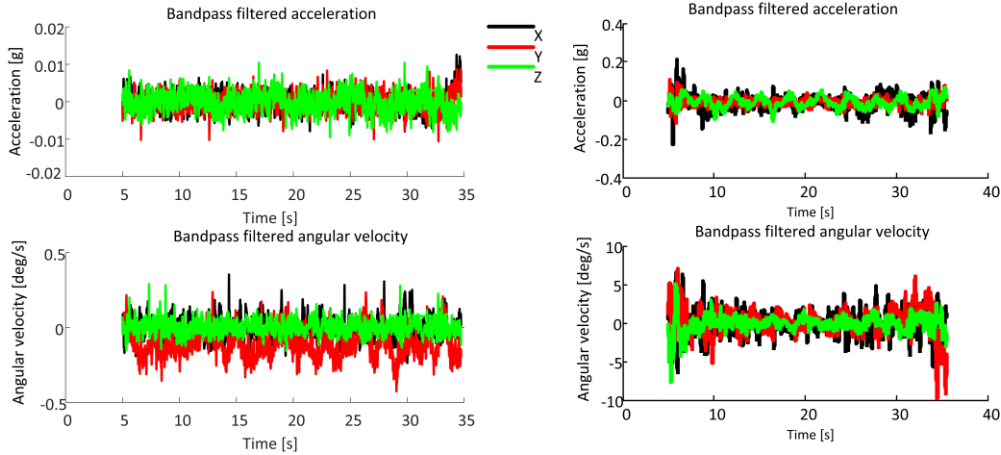 Bandpass filtered acceleration
Acceleration [g]
0.02
0.01
0
-0.01
-0.02
0 5 10 15 20 25 30 35
Time [s]
X
Y
Z
Bandpass filtered acceleration
Acceleration [g]
0.4
0.2
0
-0.2
-0.4
0 10 20 30 40
Time [s]
Bandpass filtered angular velocity
Angular velocity [deg/s]
0.5
0
-0.5
0 5 10 15 20 25 30 35
Time [s]
Bandpass filtered angular velocity
Angular velocity [deg/s]
10
5
0
-5
-10
0 10 20 30 40
Time [s]